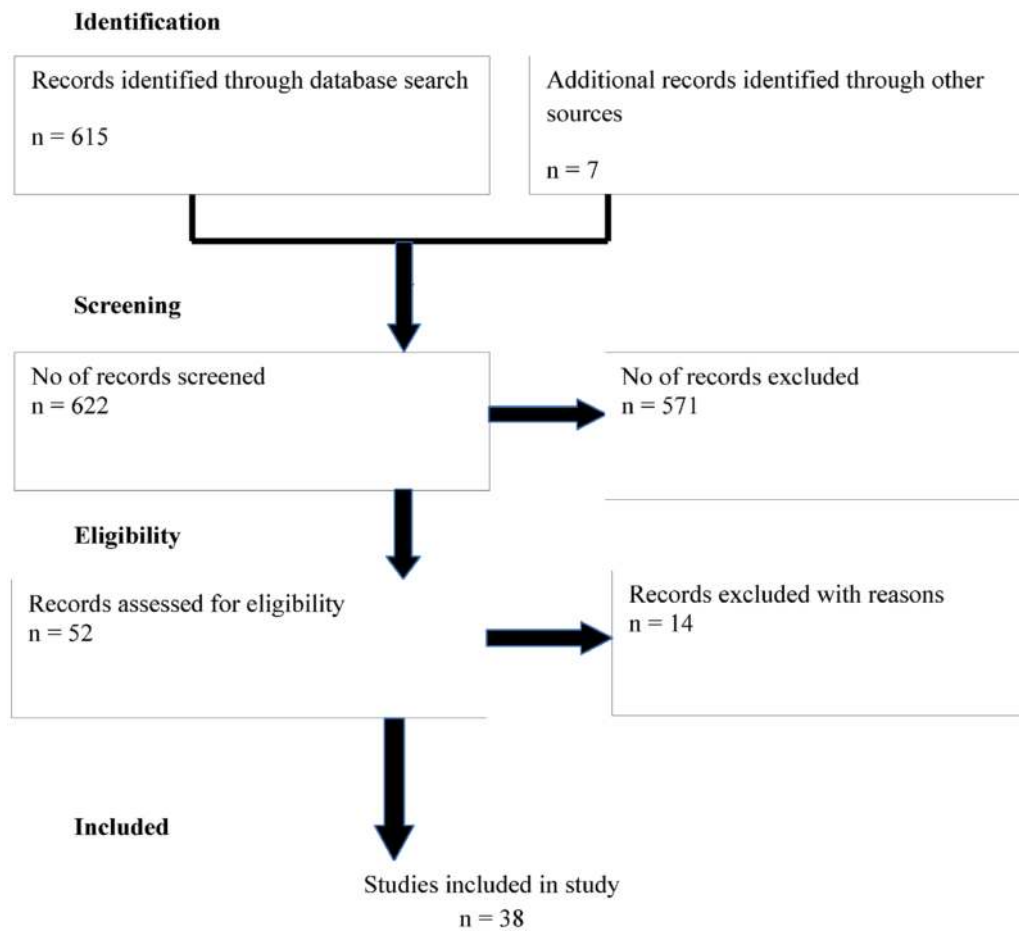 Identification
Records identified through database search
n = 615
Additional records identified through other
sources
n = 7
Screening
No of records screened
n = 622
No of records excluded
n = 571
Eligibility
Records assessed for eligibility
n = 52
Records excluded with reasons
n = 14
Included
Studies included in study
n = 38